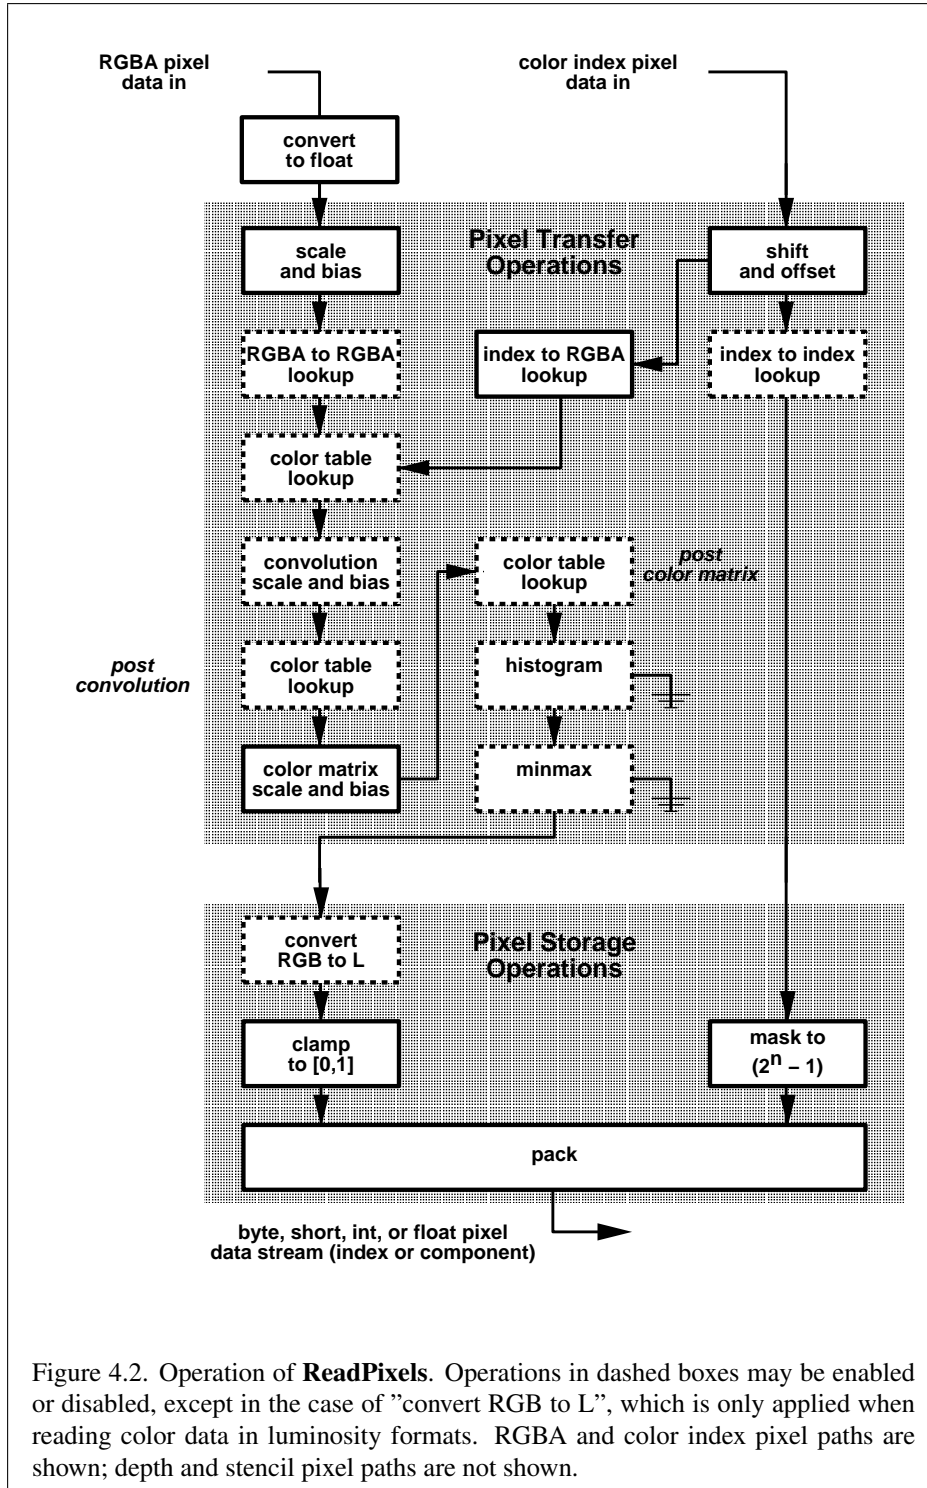 RGBA pixel
data in
color index pixel
data in
convert
to float
Pixel Transfer
Operations
scale
and bias
shift
and offset
RGBA to RGBA
lookup
index to RGBA
lookup
index to index
lookup
color table
lookup
convolution
scale and bias
color table
lookup
post
color matrix
post
convolution
color table
lookup
histogram
color matrix
scale and bias
minmax
Pixel Storage
Operations
convert
RGB to L
clamp
to [0,1]
mask to
(2^n – 1)
pack
byte, short, int, or float pixel
data stream (index or component)
Figure 4.2. Operation of ReadPixels. Operations in dashed boxes may be enabled
or disabled, except in the case of ”convert RGB to L”, which is only applied when
reading color data in luminosity formats. RGBA and color index pixel paths are
shown; depth and stencil pixel paths are not shown.